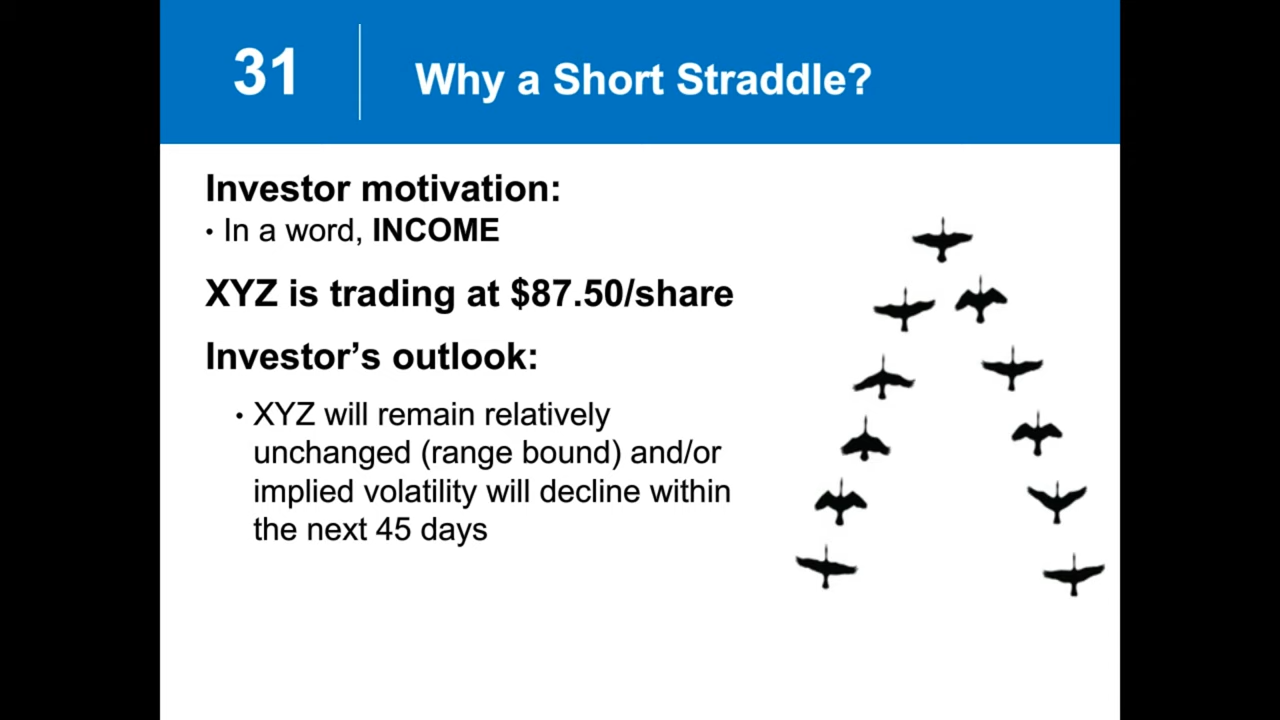 31
Why a Short Straddle?
Investor motivation:
• In a word, INCOME
XYZ is trading at $87.50/share
Investor’s outlook:
• XYZ will remain relatively
unchanged (range bound) and/or
implied volatility will decline within
the next 45 days